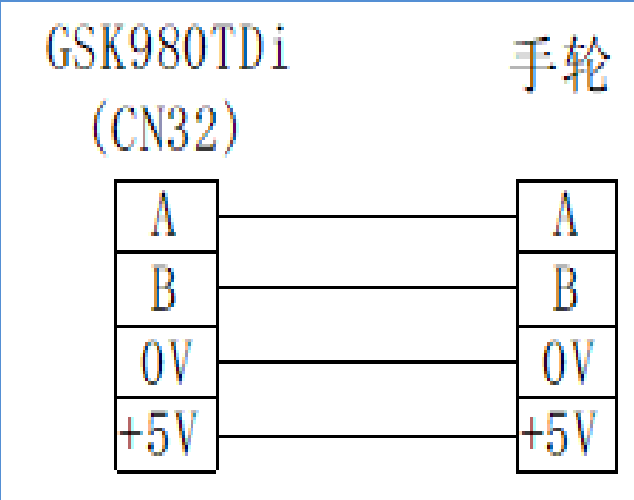 GSK980TDi 手轮
(CN32)
A A
B B
0V 0V
+5V +5V